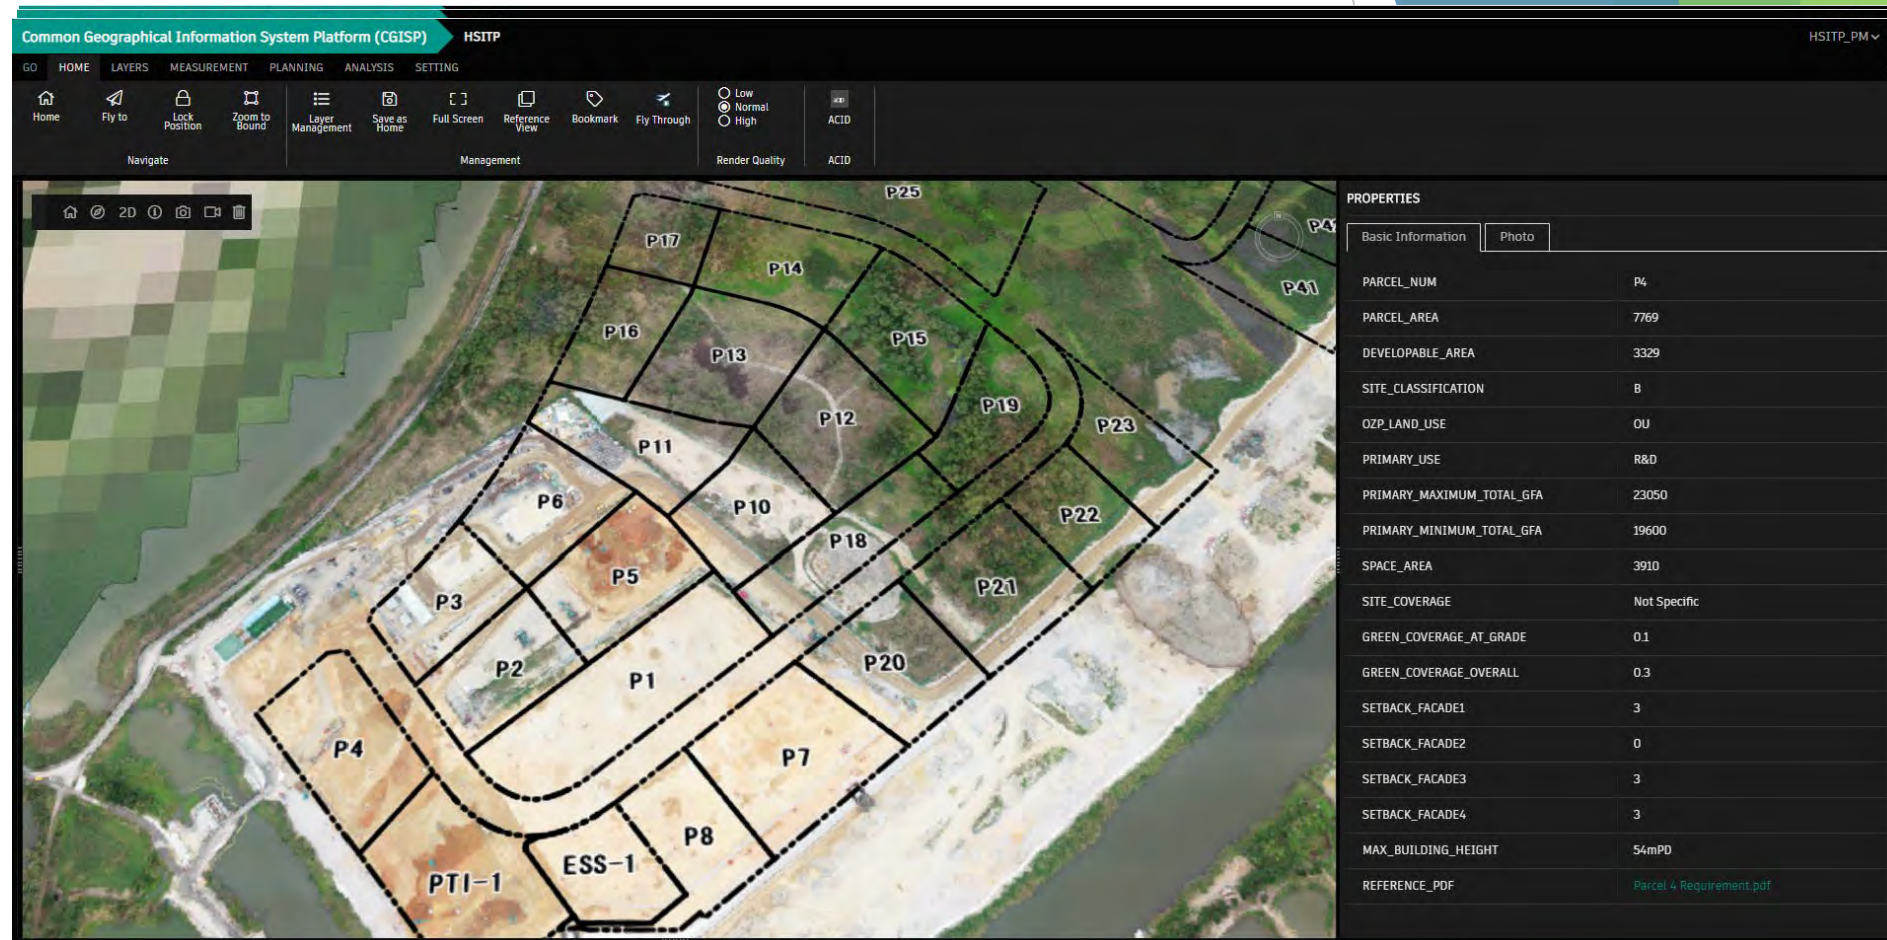 Common Geographical Information System Platform (CGISP) HSITP HSITP_PM
GO HOME LAYERS MEASUREMENT PLANNING ANALYSIS SETTING
Home Fly to Lock Position Zoom to Bound Layer Management Save as Home Full Screen Reference View Bookmark Fly Through
Low
Normal
High
ACID
Navigate Management Render Quality ACID
2D
P25
P17
P14
P41
P16
P15
P13
P19
P12
P23
P11
P6
P10
P22
P18
P5
P21
P3
P20
P2
P1
P4
P7
P8
ESS-1
PTI-1
PROPERTIES
Basic Information Photo
PARCEL_NUM P4
PARCEL_AREA 7769
DEVELOPABLE_AREA 3329
SITE_CLASSIFICATION B
OZP_LAND_USE OU
PRIMARY_USE R&D
PRIMARY_MAXIMUM_TOTAL_GFA 23050
PRIMARY_MINIMUM_TOTAL_GFA 19600
SPACE_AREA 3910
SITE_COVERAGE Not Specific
GREEN_COVERAGE_AT_GRADE 0.1
GREEN_COVERAGE_OVERALL 0.3
SETBACK_FACADE1 3
SETBACK_FACADE2 0
SETBACK_FACADE3 3
SETBACK_FACADE4 3
MAX_BUILDING_HEIGHT 54mPD
REFERENCE_PDF Parcel 4 Requirement.pdf